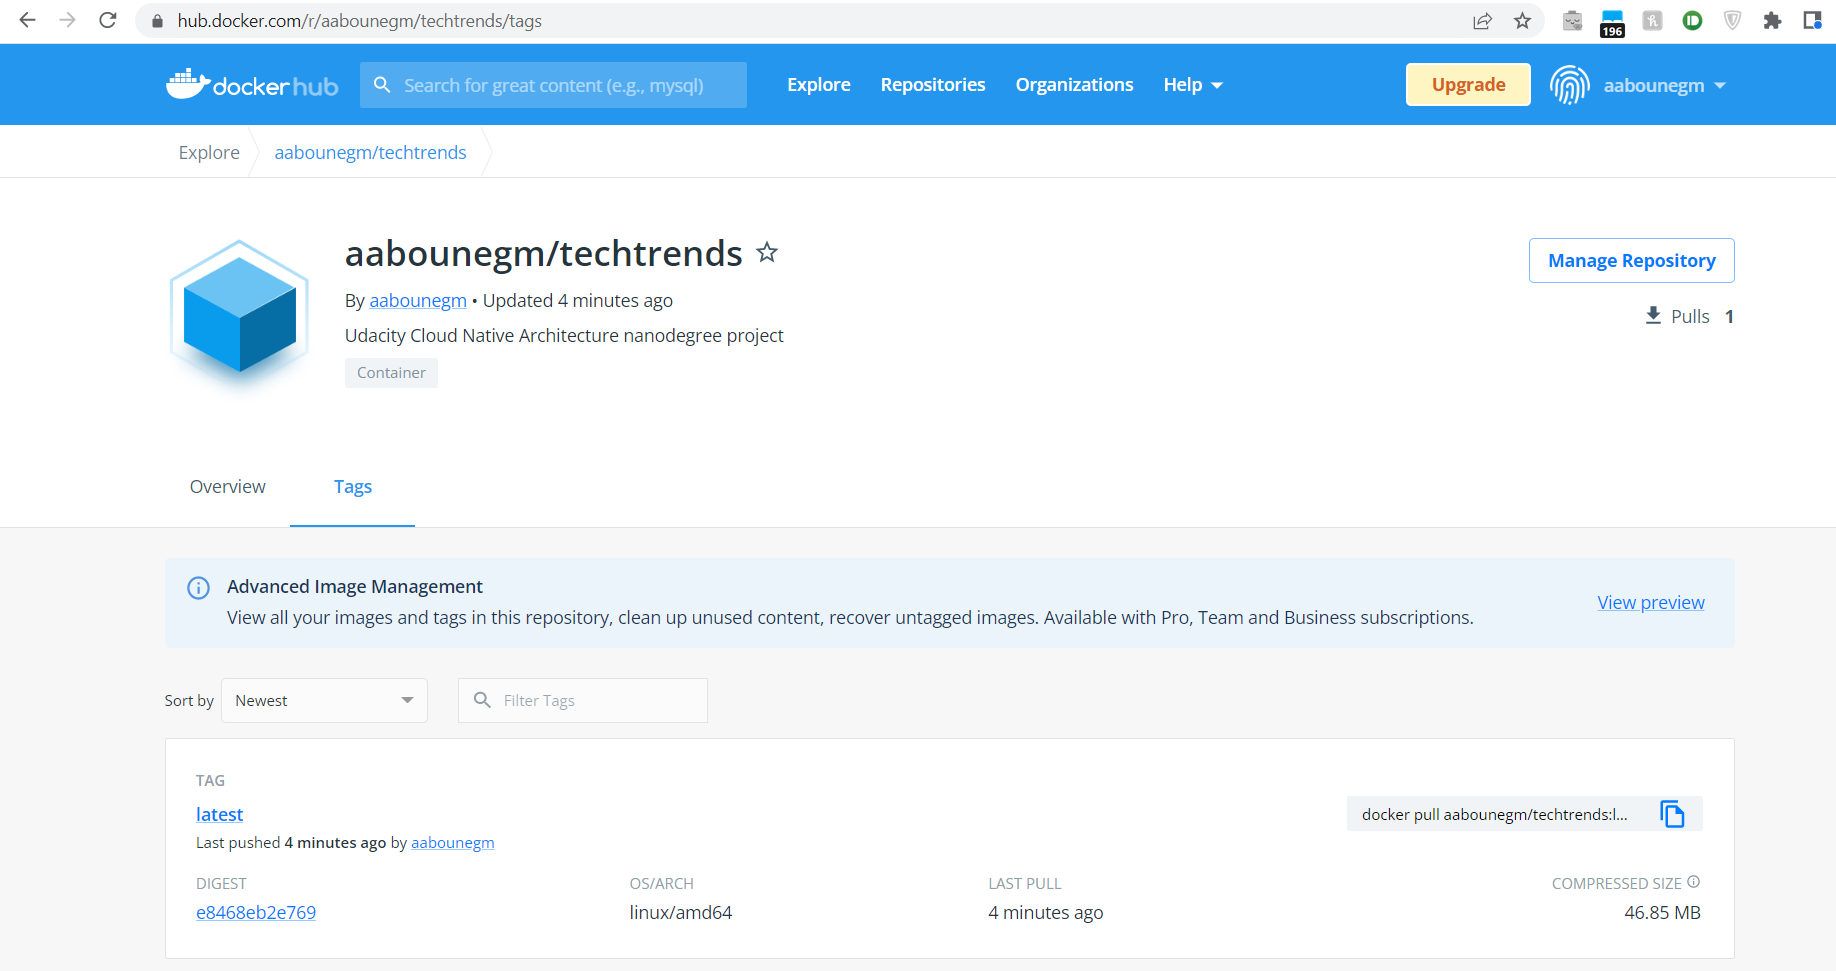 hub.docker.com/r/aabounegm/techtrends/tags
196
docker hub
Search for great content (e.g., mysql)
Explore
Repositories
Organizations
Help
Upgrade
aabounegm
Explore
aabounegm/techtrends
aabounegm/techtrends
Manage Repository
By aabounegm • Updated 4 minutes ago
Pulls 1
Udacity Cloud Native Architecture nanodegree project
Container
Overview
Tags
Advanced Image Management
View all your images and tags in this repository, clean up unused content, recover untagged images. Available with Pro, Team and Business subscriptions.
View preview
Sort by
Newest
Filter Tags
TAG
latest
docker pull aabounegm/techtrends:l...
Last pushed 4 minutes ago by aabounegm
DIGEST
OS/ARCH
LAST PULL
COMPRESSED SIZE
e8468eb2e769
linux/amd64
4 minutes ago
46.85 MB